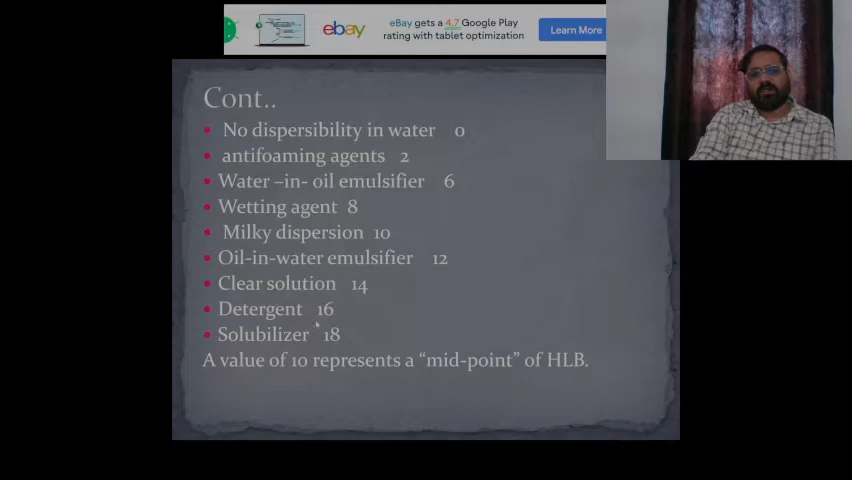 eBay gets a 4.7 Google Play
rating with tablet optimization
ebay
Learn More
Cont..
No dispersibility in water 0
antifoaming agents 2
Water –in- oil emulsifier 6
Wetting agent 8
Milky dispersion 10
Oil-in-water emulsifier 12
Clear solution 14
Detergent 16
Solubilizer 18
A value of 10 represents a “mid-point” of HLB.